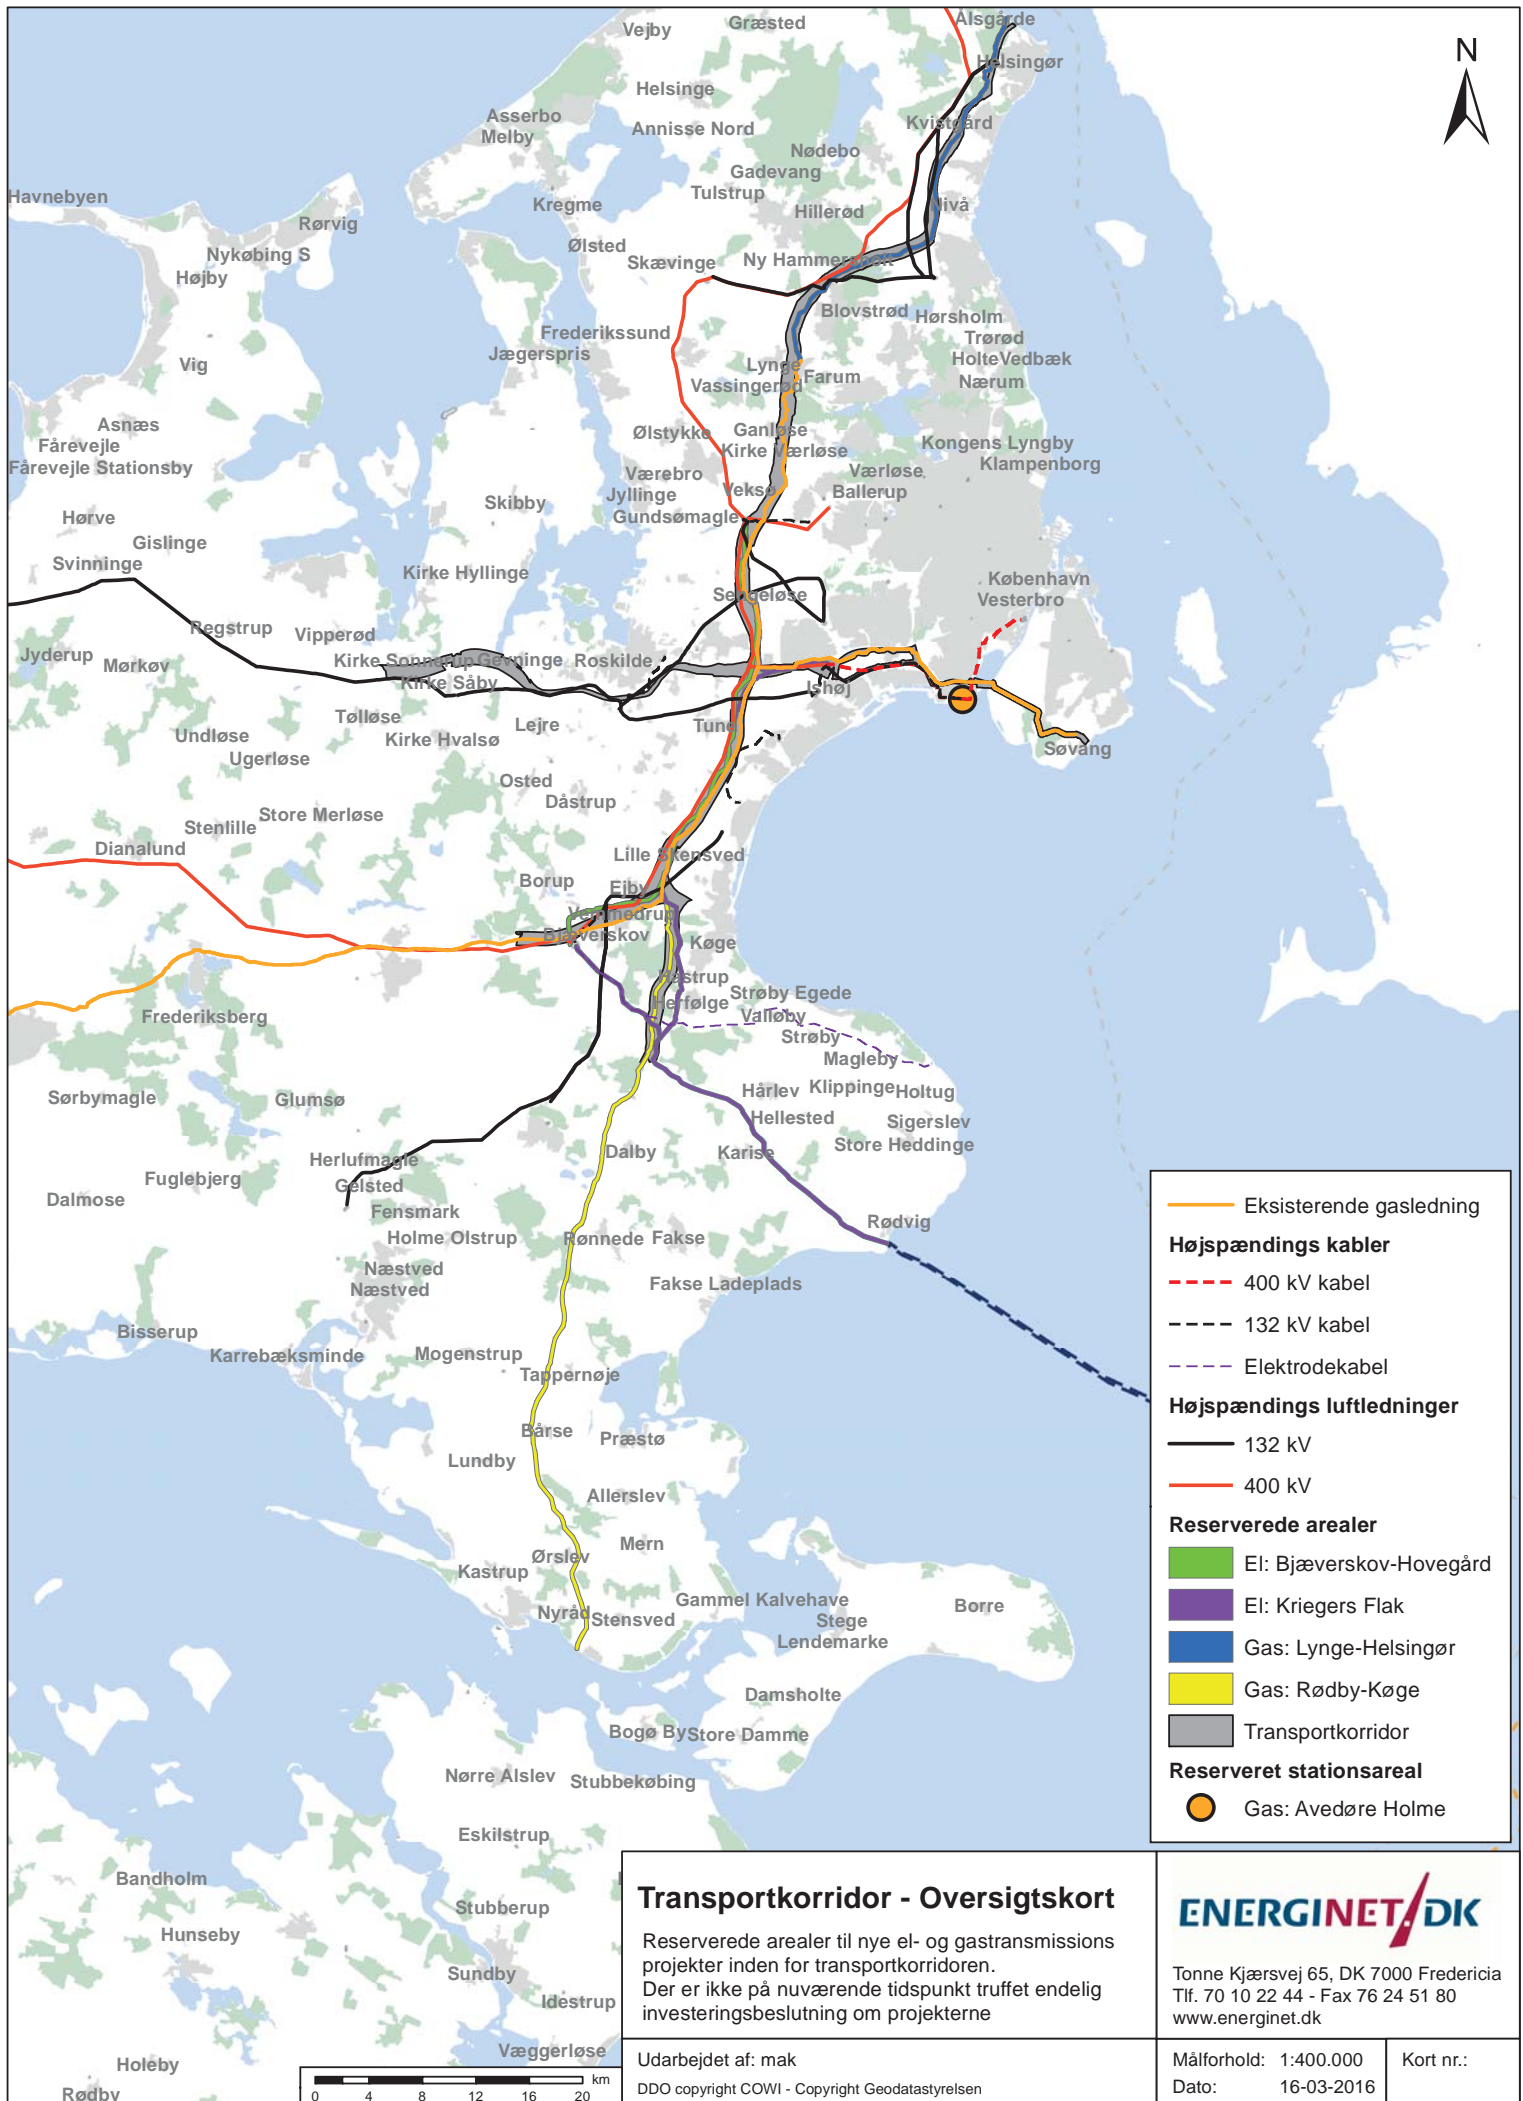 Vejby
Græsted
Ålsgårde
Helsingør
N
Helsinge
Asserbo
Melby
Annisse Nord
Kvistgård
Nødebo
Gadevang
Tulstrup
Hillerød
Nivå
Havnebyen
Rørvig
Kregme
Nykøbing S
Højby
Ølsted
Skævinge
Ny Hammersholt
Blovstrød
Hørsholm
Frederikssund
Jægerspris
Trørød
Holte
Vedbæk
Nærum
Vig
Lynge
Vassingerød
Farum
Asnæs
Fårevejle
Fårevejle Stationsby
Ølstykke
Ganløse
Kirke Værløse
Kongens Lyngby
Klampenborg
Værebro
Jyllinge
Gundsømagle
Veksø
Værløse
Ballerup
Skibby
Hørve
Gislinge
Svinninge
Kirke Hyllinge
Sengeløse
København
Vesterbro
Regstrup
Vipperød
Jyderup
Mørkøv
Kirke Sonnerup
Gevninge
Roskilde
Kirke Såby
Ishøj
Tølløse
Lejre
Tune
Søvang
Undløse
Ugerløse
Kirke Hvalsø
Osted
Dåstrup
Store Merløse
Stenlille
Dianalund
Lille Skensved
Borup
Ejby
Vemmedrup
Bjæverskov
Køge
Hastrup
Herfølge
Strøby Egede
Valløby
Strøby
Magleby
Frederiksberg
Sørbymagle
Glumsø
Hårlev
Klippinge
Holtug
Hellested
Sigerslev
Store Heddinge
Dalby
Karise
Herlufmagle
Gelsted
Fuglebjerg
Dalmose
Fensmark
Holme Olstrup
Rønnede
Fakse
Rødvig
Næstved
Næstved
Fakse Ladeplads
Bisserup
Karrebæksminde
Mogenstrup
Tappernøje
Bårse
Præstø
Lundby
Allerslev
Mern
Ørslev
Kastrup
Nyråd
Stensved
Gammel Kalvehave
Stege
Lendemarke
Borre
Damsholte
Bogø By
Store Damme
Nørre Alslev
Stubbekøbing
Eskilstrup
Bandholm
Stubberup
Hunseby
Sundby
Idestrup
Væggerløse
Holeby
Rødby
Eksisterende gasledning
Højspændings kabler
400 kV kabel
132 kV kabel
Elektrodekabel
Højspændings luftledninger
132 kV
400 kV
Reserverede arealer
El: Bjæverskov-Hovegård
El: Kriegers Flak
Gas: Lynge-Helsingør
Gas: Rødby-Køge
Transportkorridor
Reserveret stationsareal
Gas: Avedøre Holme
Transportkorridor - Oversigtskort
Reserverede arealer til nye el- og gastransmissions
projekter inden for transportkorridoren.
Der er ikke på nuværende tidspunkt truffet endelig
investeringsbeslutning om projekterne
Udarbejdet af: mak
DDO copyright COWI - Copyright Geodatastyrelsen
ENERGINET/DK
Tonne Kjærsvej 65, DK 7000 Fredericia
Tlf. 70 10 22 44 - Fax 76 24 51 80
www.energinet.dk
Målforhold: 1:400.000
Dato: 16-03-2016
Kort nr.:
km
0 4 8 12 16 20